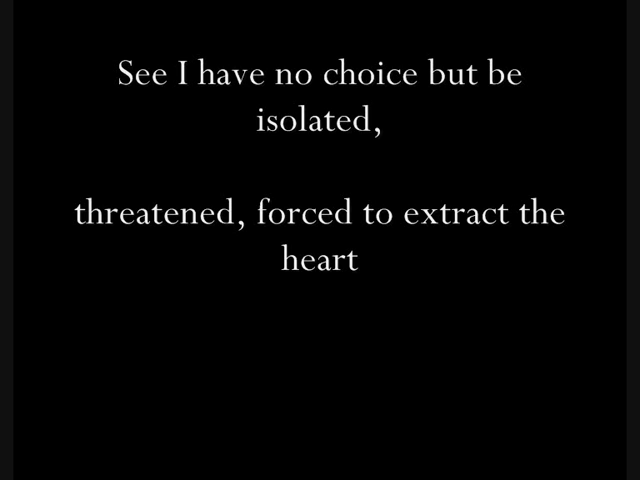 See I have no choice but be
isolated,
threatened, forced to extract the
heart